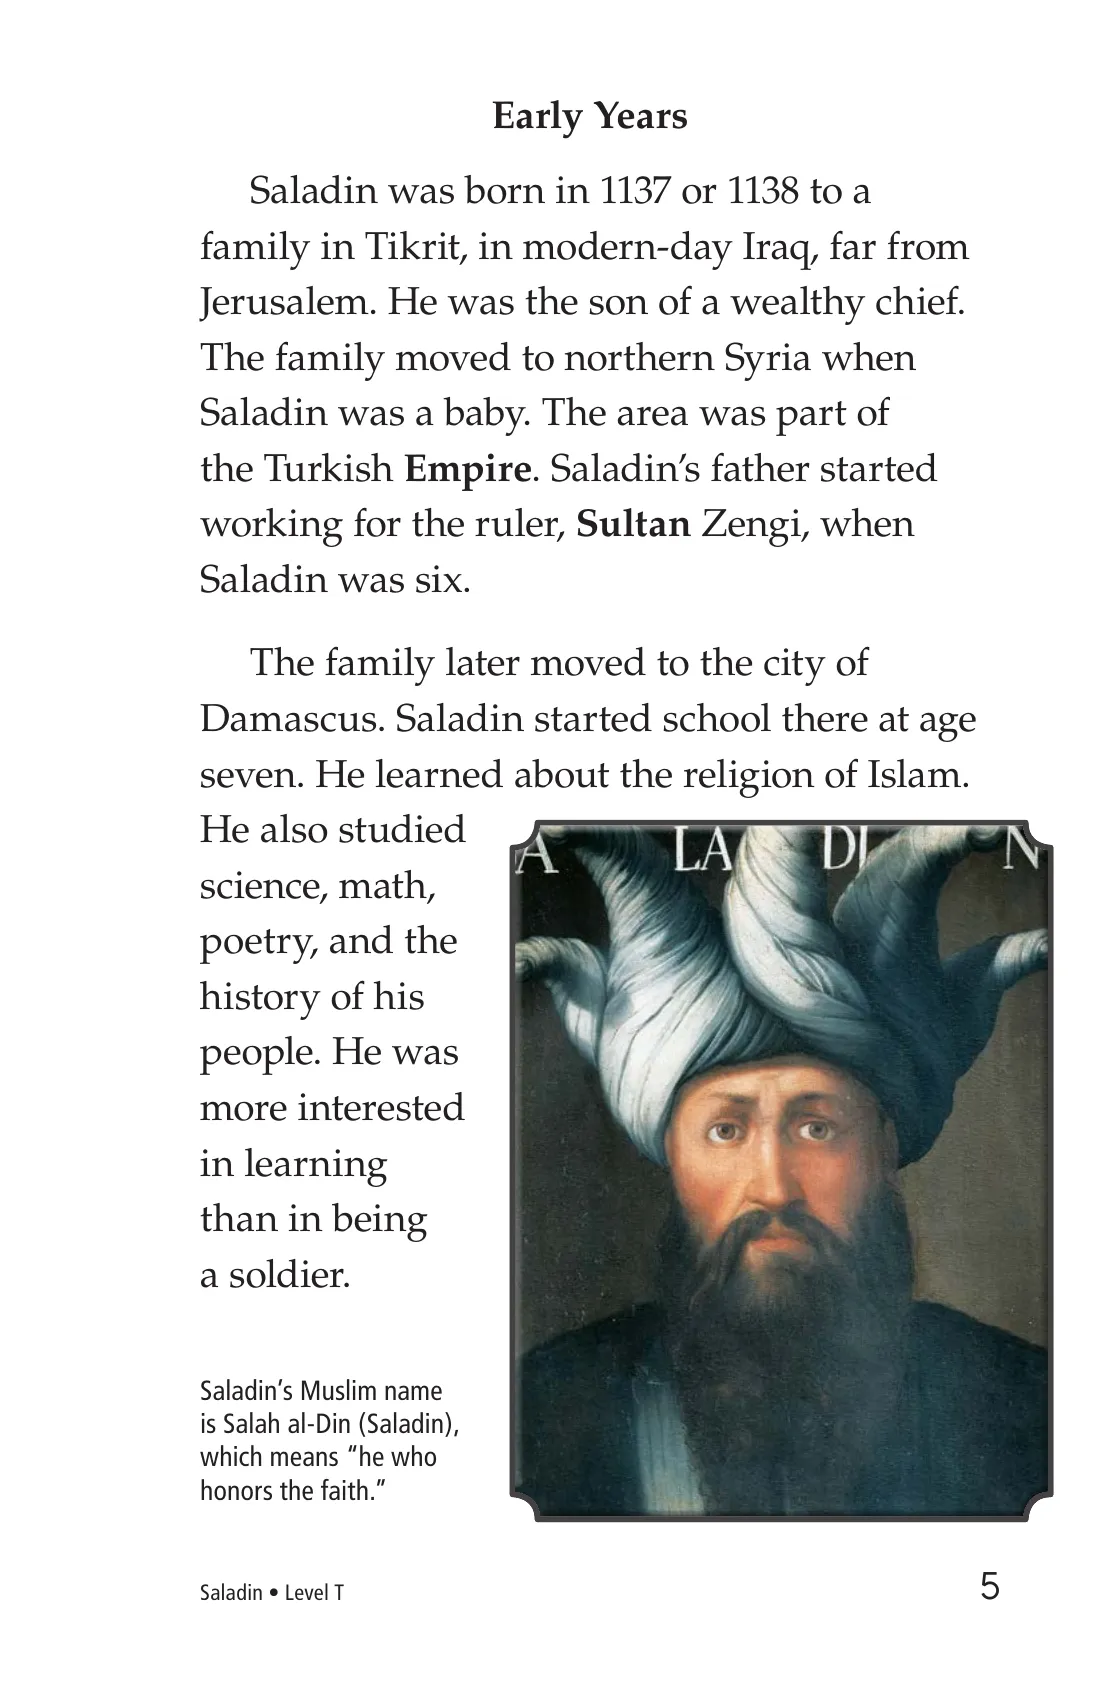 Early Years
Saladin was born in 1137 or 1138 to a
family in Tikrit, in modern-day Iraq, far from
Jerusalem. He was the son of a wealthy chief.
The family moved to northern Syria when
Saladin was a baby. The area was part of
the Turkish Empire. Saladin’s father started
working for the ruler, Sultan Zengi, when
Saladin was six.
The family later moved to the city of
Damascus. Saladin started school there at age
seven. He learned about the religion of Islam.
He also studied
science, math,
poetry, and the
history of his
people. He was
more interested
in learning
than in being
a soldier.
A LA DI N
Saladin’s Muslim name
is Salah al-Din (Saladin),
which means “he who
honors the faith.”
Saladin • Level T
5